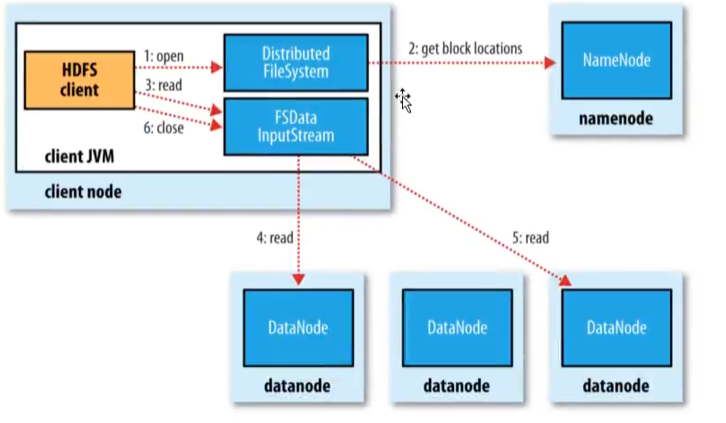 HDFS
client
1: open
3: read
6: close
Distributed
FileSystem
FSData
InputStream
client JVM
client node
2: get block locations
NameNode
namenode
4: read
5: read
DataNode
datanode
DataNode
datanode
DataNode
datanode